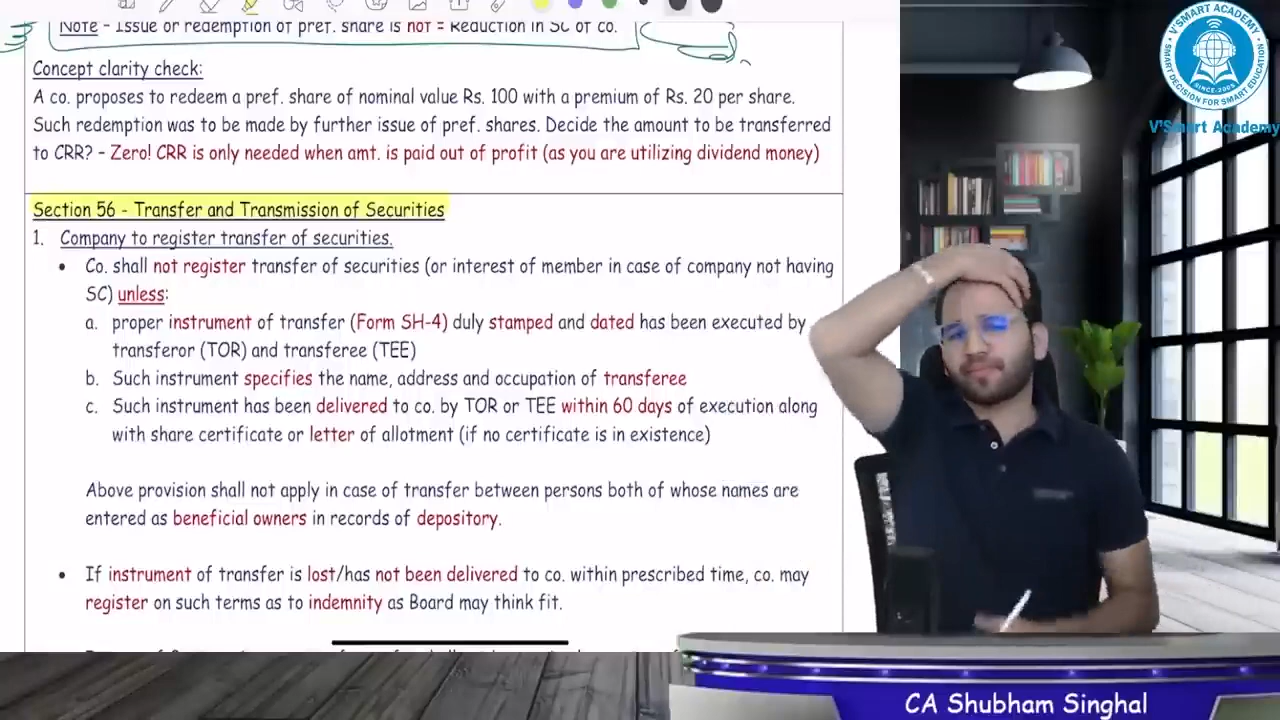 Note - Issue or redemption of pref. share is not = Reduction in SC of co.
Concept clarity check:
A co. proposes to redeem a pref. share of nominal value Rs. 100 with a premium of Rs. 20 per share.
Such redemption was to be made by further issue of pref. shares. Decide the amount to be transferred
to CRR? - Zero! CRR is only needed when amt. is paid out of profit (as you are utilizing dividend money)
Section 56 - Transfer and Transmission of Securities
1. Company to register transfer of securities.
• Co. shall not register transfer of securities (or interest of member in case of company not having
SC) unless:
a. proper instrument of transfer (Form SH-4) duly stamped and dated has been executed by
transferor (TOR) and transferee (TEE)
b. Such instrument specifies the name, address and occupation of transferee
c. Such instrument has been delivered to co. by TOR or TEE within 60 days of execution along
with share certificate or letter of allotment (if no certificate is in existence)
Above provision shall not apply in case of transfer between persons both of whose names are
entered as beneficial owners in records of depository.
• If instrument of transfer is lost/has not been delivered to co. within prescribed time, co. may
register on such terms as to indemnity as Board may think fit.
V'SMART ACADEMY
SMART DECISION FOR SMART EDUCATION
SINCE-2005
V'Smart Academy
CA Shubham Singhal